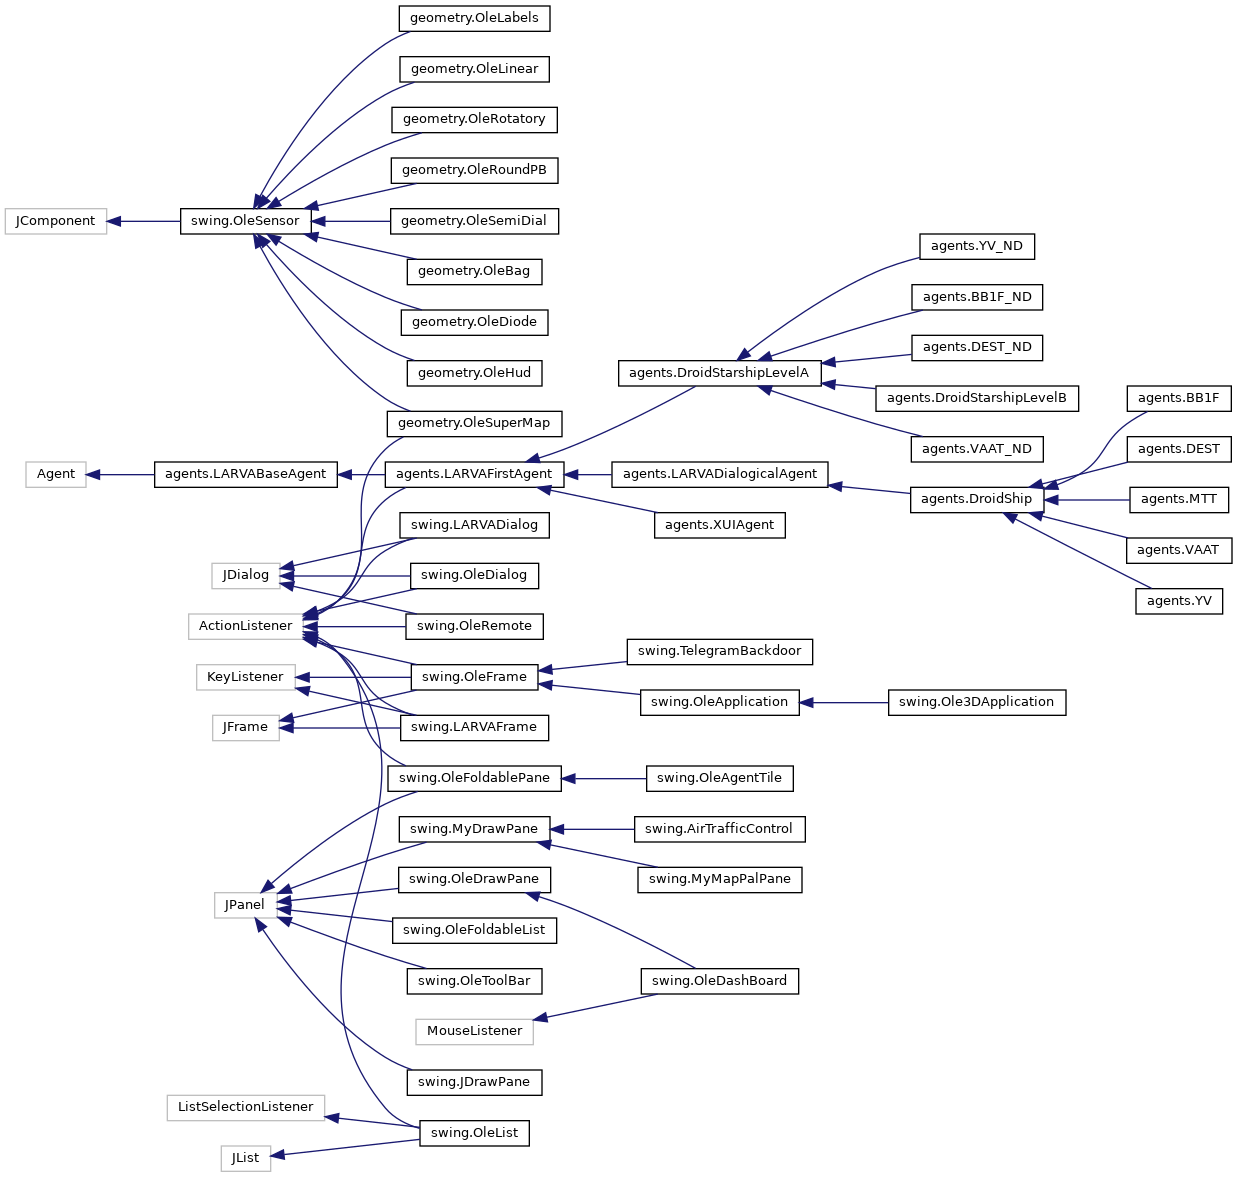 geometry.OleLabels
geometry.OleLinear
geometry.OleRotatory
geometry.OleRoundPB
JComponent
swing.OleSensor
geometry.OleSemiDial
agents.YV_ND
geometry.OleBag
agents.BB1F_ND
geometry.OleDiode
agents.DEST_ND
geometry.OleHud
agents.DroidStarshipLevelA
agents.DroidStarshipLevelB
agents.BB1F
geometry.OleSuperMap
agents.VAAT_ND
agents.DEST
Agent
agents.LARVABaseAgent
agents.LARVAFirstAgent
agents.LARVADialogicalAgent
agents.DroidShip
agents.MTT
swing.LARVADialog
agents.XUIAgent
agents.VAAT
JDialog
swing.OleDialog
agents.YV
ActionListener
swing.OleRemote
swing.TelegramBackdoor
KeyListener
swing.OleFrame
swing.OleApplication
swing.Ole3DApplication
JFrame
swing.LARVAFrame
swing.OleFoldablePane
swing.OleAgentTile
swing.MyDrawPane
swing.AirTrafficControl
swing.OleDrawPane
swing.MyMapPalPane
JPanel
swing.OleFoldableList
swing.OleToolBar
swing.OleDashBoard
MouseListener
swing.JDrawPane
ListSelectionListener
swing.OleList
JList